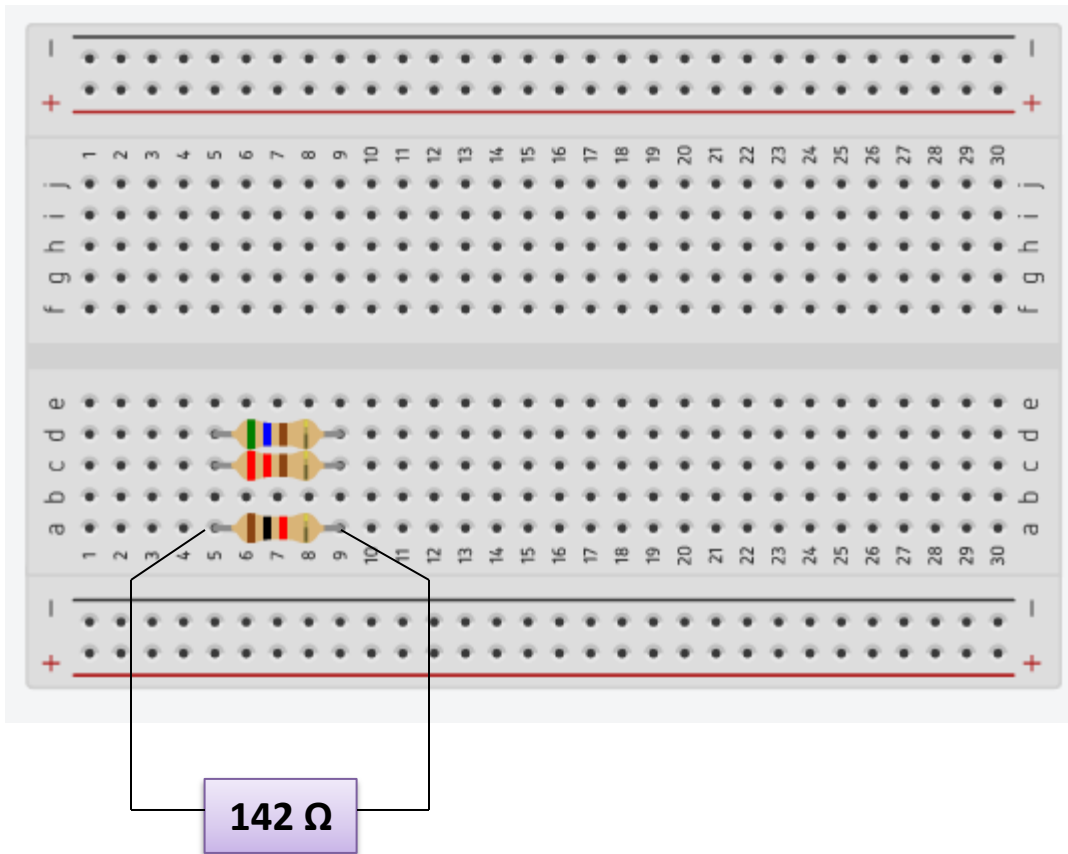 − −
+ +
1 2 3 4 5 6 7 8 9 10 11 12 13 14 15 16 17 18 19 20 21 22 23 24 25 26 27 28 29 30
j j
i i
h h
g g
f f
e e
d d
c c
b b
a a
1 2 3 4 5 6 7 8 9 10 11 12 13 14 15 16 17 18 19 20 21 22 23 24 25 26 27 28 29 30
− −
+ +
142 Ω